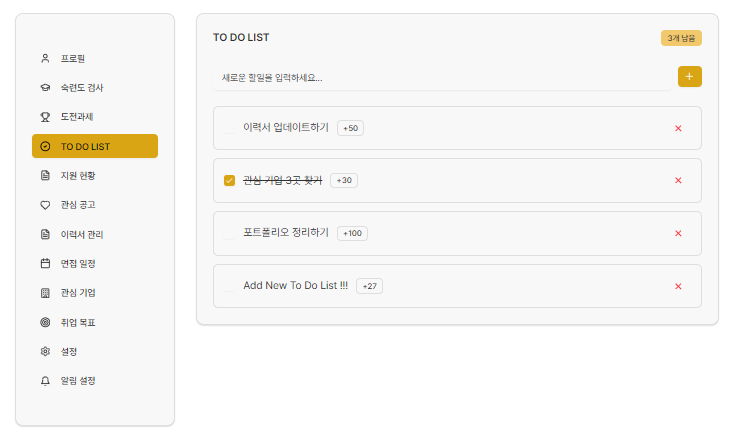 프로필
숙련도 검사
도전과제
TO DO LIST
지원 현황
관심 공고
이력서 관리
면접 일정
관심 기업
취업 목표
설정
알림 설정
TO DO LIST
3개 남음
새로운 할일을 입력하세요...
이력서 업데이트하기 +50
관심 기업 3곳 찾기 +30
포트폴리오 정리하기 +100
Add New To Do List !!! +27